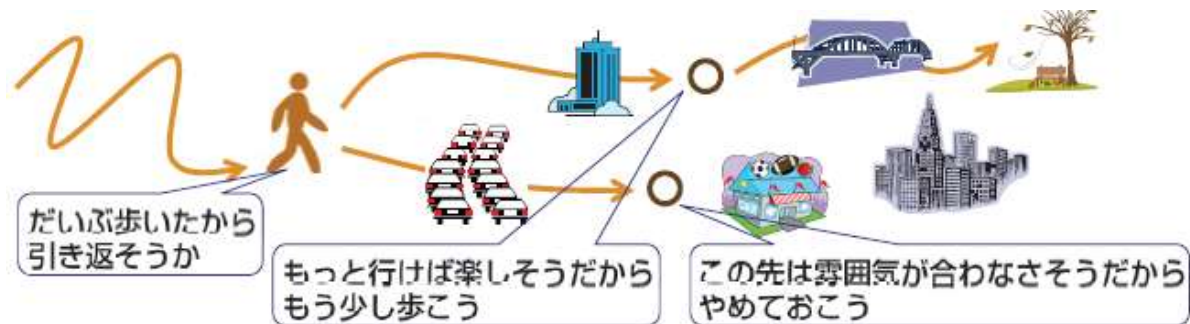 だいぶ歩いたから
引き返そうか
もっと行けば楽しそうだから
もう少し歩こう
この先は雰囲気が合わなさそうだから
やめておこう